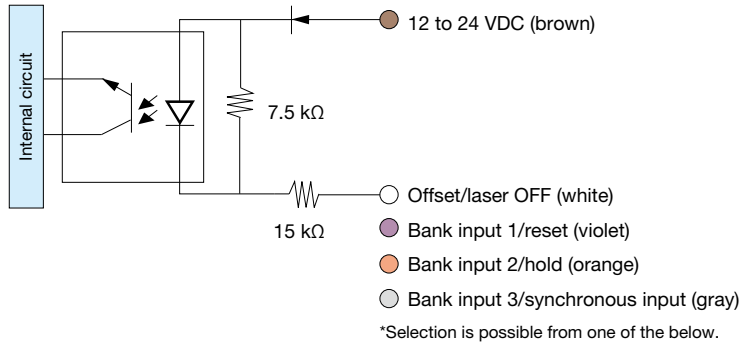 Internal circuit
12 to 24 VDC (brown)
7.5 kΩ
15 kΩ
Offset/laser OFF (white)
Bank input 1/reset (violet)
Bank input 2/hold (orange)
Bank input 3/synchronous input (gray)
*Selection is possible from one of the below.